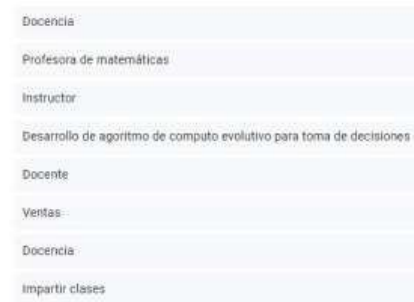 Docencia
Profesora de matemáticas
Instructor
Desarrollo de agoritmo de computo evolutivo para toma de decisiones
Docente
Ventas
Docencia
Impartir clases